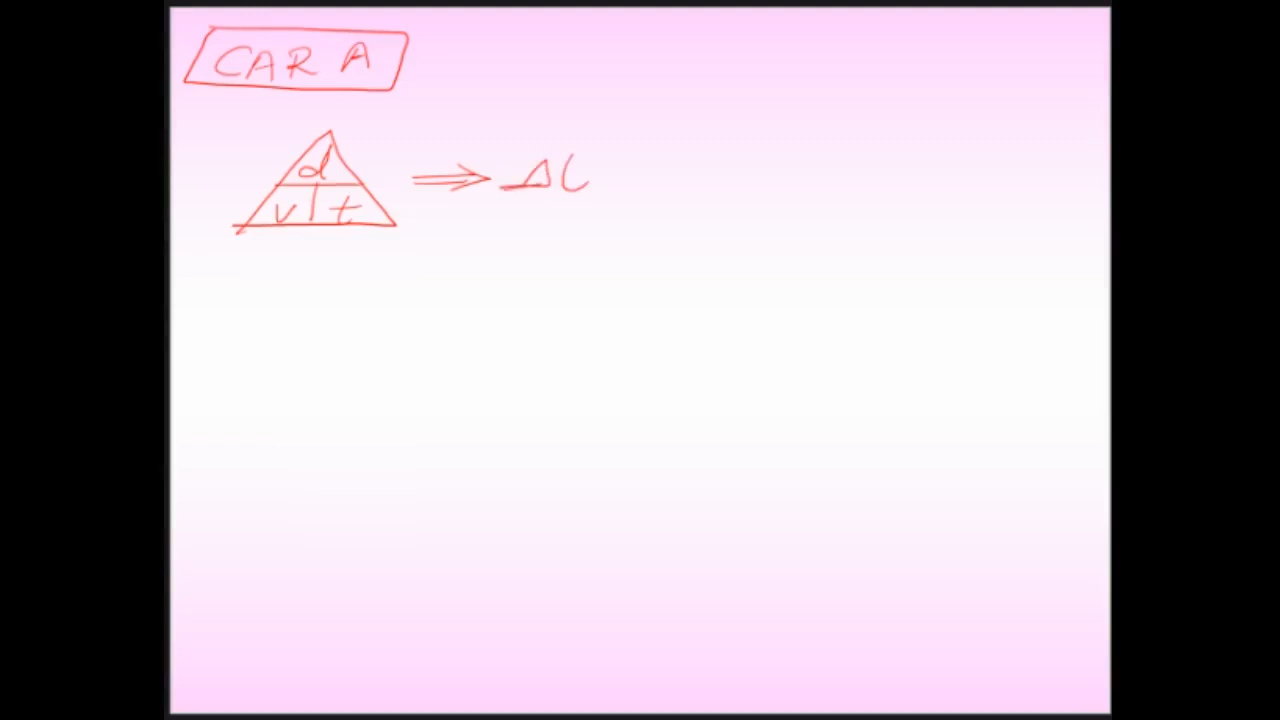 CAR A
d
v t ⇒ Δ